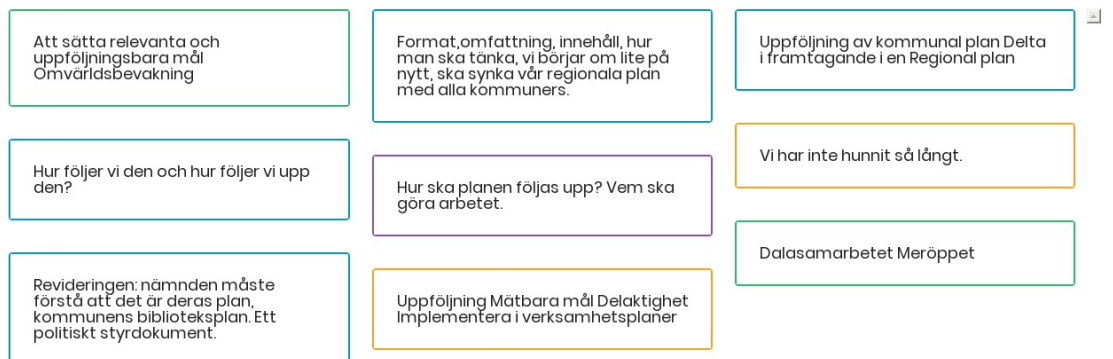 Att sätta relevanta och
uppföljningsbara mål
Omvärldsbevakning
Hur följer vi den och hur följer vi upp
den?
Revideringen: nämnden måste
förstå att det är deras plan,
kommunens biblioteksplan. Ett
politiskt styrdokument.
Format,omfattning, innehåll, hur
man ska tänka, vi börjar om lite på
nytt, ska synka vår regionala plan
med alla kommuners.
Hur ska planen följas upp? Vem ska
göra arbetet.
Uppföljning Mätbara mål Delaktighet
Implementera i verksamhetsplaner
Uppföljning av kommunal plan Delta
i framtagande i en Regional plan
Vi har inte hunnit så långt.
Dalasamarbetet Meröppet